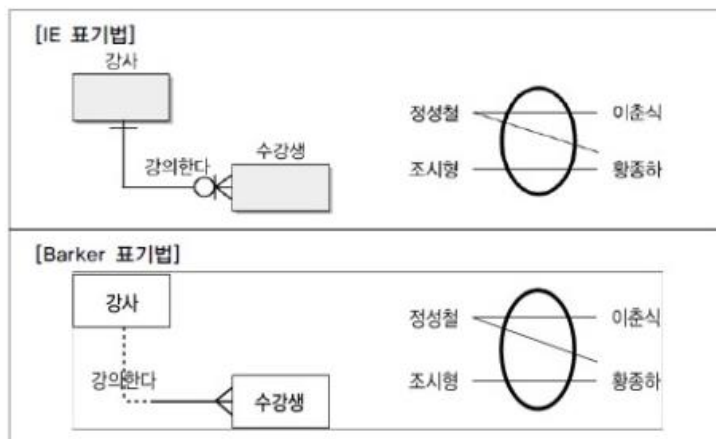 [IE 표기법]
강사
정성철 이춘식
강의한다 수강생
조시형 황종하
[Barker 표기법]
강사
정성철 이춘식
강의한다
조시형 황종하
수강생